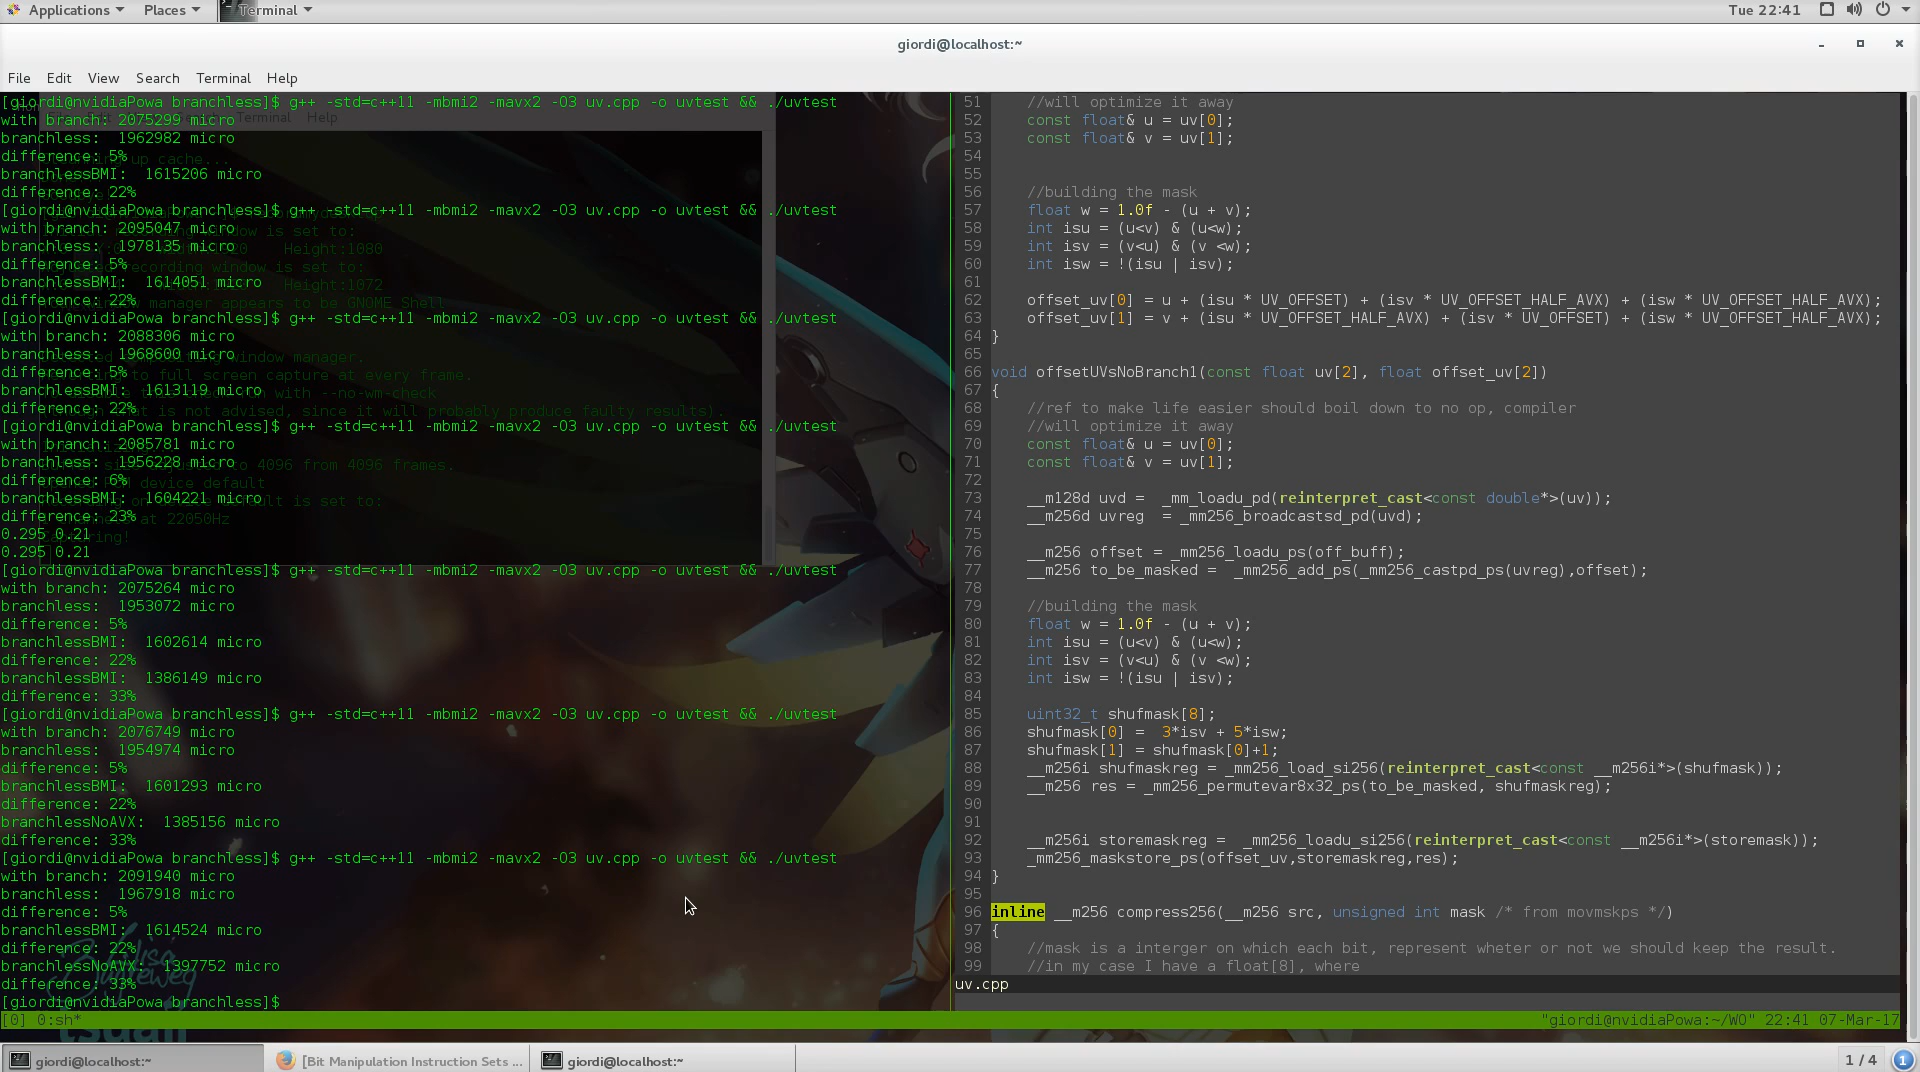 Applications Places Terminal Tue 22:41
giordi@localhost:~
File Edit View Search Terminal Help
[giordi@nvidiaPowa branchless]$ g++ -std=c++11 -mbmi2 -mavx2 -O3 uv.cpp -o uvtest && ./uvtest
with branch: 2075299 micro
branchless:  1962982 micro
difference: 5%
branchlessBMI:  1615206 micro
difference: 22%
[giordi@nvidiaPowa branchless]$ g++ -std=c++11 -mbmi2 -mavx2 -O3 uv.cpp -o uvtest && ./uvtest
with branch: 2095047 micro
branchless:  1978135 micro
difference: 5%
branchlessBMI:  1614051 micro
difference: 22%
[giordi@nvidiaPowa branchless]$ g++ -std=c++11 -mbmi2 -mavx2 -O3 uv.cpp -o uvtest && ./uvtest
with branch: 2088306 micro
branchless:  1968600 micro
difference: 5%
branchlessBMI:  1613119 micro
difference: 22%
[giordi@nvidiaPowa branchless]$ g++ -std=c++11 -mbmi2 -mavx2 -O3 uv.cpp -o uvtest && ./uvtest
with branch: 2085781 micro
branchless:  1956228 micro
difference: 6%
branchlessBMI:  1604221 micro
difference: 23%
0.295 0.21
0.295 0.21
[giordi@nvidiaPowa branchless]$ g++ -std=c++11 -mbmi2 -mavx2 -O3 uv.cpp -o uvtest && ./uvtest
with branch: 2075264 micro
branchless:  1953072 micro
difference: 5%
branchlessBMI:  1602614 micro
difference: 22%
branchlessBMI:  1386149 micro
difference: 33%
[giordi@nvidiaPowa branchless]$ g++ -std=c++11 -mbmi2 -mavx2 -O3 uv.cpp -o uvtest && ./uvtest
with branch: 2076749 micro
branchless:  1954974 micro
difference: 5%
branchlessBMI:  1601293 micro
difference: 22%
branchlessNoAVX:  1385156 micro
difference: 33%
[giordi@nvidiaPowa branchless]$ g++ -std=c++11 -mbmi2 -mavx2 -O3 uv.cpp -o uvtest && ./uvtest
with branch: 2091940 micro
branchless:  1967918 micro
difference: 5%
branchlessBMI:  1614524 micro
difference: 22%
branchlessNoAVX:  1397752 micro
difference: 33%
[giordi@nvidiaPowa branchless]$
51     //will optimize it away
52     const float& u = uv[0];
53     const float& v = uv[1];
54
55
56     //building the mask
57     float w = 1.0f - (u + v);
58     int isu = (u<v) & (u<w);
59     int isv = (v<u) & (v <w);
60     int isw = !(isu | isv);
61
62     offset_uv[0] = u + (isu * UV_OFFSET) + (isv * UV_OFFSET_HALF_AVX) + (isw * UV_OFFSET_HALF_AVX);
63     offset_uv[1] = v + (isu * UV_OFFSET_HALF_AVX) + (isv * UV_OFFSET) + (isw * UV_OFFSET_HALF_AVX);
64 }
65
66 void offsetUVsNoBranch1(const float uv[2], float offset_uv[2])
67 {
68     //ref to make life easier should boil down to no op, compiler
69     //will optimize it away
70     const float& u = uv[0];
71     const float& v = uv[1];
72
73     __m128d uvd =  _mm_loadu_pd(reinterpret_cast<const double*>(uv));
74     __m256d uvreg  = _mm256_broadcastsd_pd(uvd);
75
76     __m256 offset = _mm256_loadu_ps(off_buff);
77     __m256 to_be_masked =  _mm256_add_ps(_mm256_castpd_ps(uvreg),offset);
78
79     //building the mask
80     float w = 1.0f - (u + v);
81     int isu = (u<v) & (u<w);
82     int isv = (v<u) & (v <w);
83     int isw = !(isu | isv);
84
85     uint32_t shufmask[8];
86     shufmask[0] =  3*isv + 5*isw;
87     shufmask[1] = shufmask[0]+1;
88     __m256i shufmaskreg = _mm256_load_si256(reinterpret_cast<const __m256i*>(shufmask));
89     __m256 res = _mm256_permutevar8x32_ps(to_be_masked, shufmaskreg);
90
91
92     __m256i storemaskreg =  _mm256_loadu_si256(reinterpret_cast<const __m256i*>(storemask));
93     _mm256_maskstore_ps(offset_uv,storemaskreg,res);
94 }
95
96 inline __m256 compress256(__m256 src, unsigned int mask /* from movmskps */)
97 {
98     //mask is a interger on which each bit, represent wheter or not we should keep the result.
99     //in my case I have a float[8], where
uv.cpp
[0] 0:sh* "giordi@nvidiaPowa:~/WO" 22:41 07-Mar-17
giordi@localhost:~ [Bit Manipulation Instruction Sets ... giordi@localhost:~ 1 / 4 1